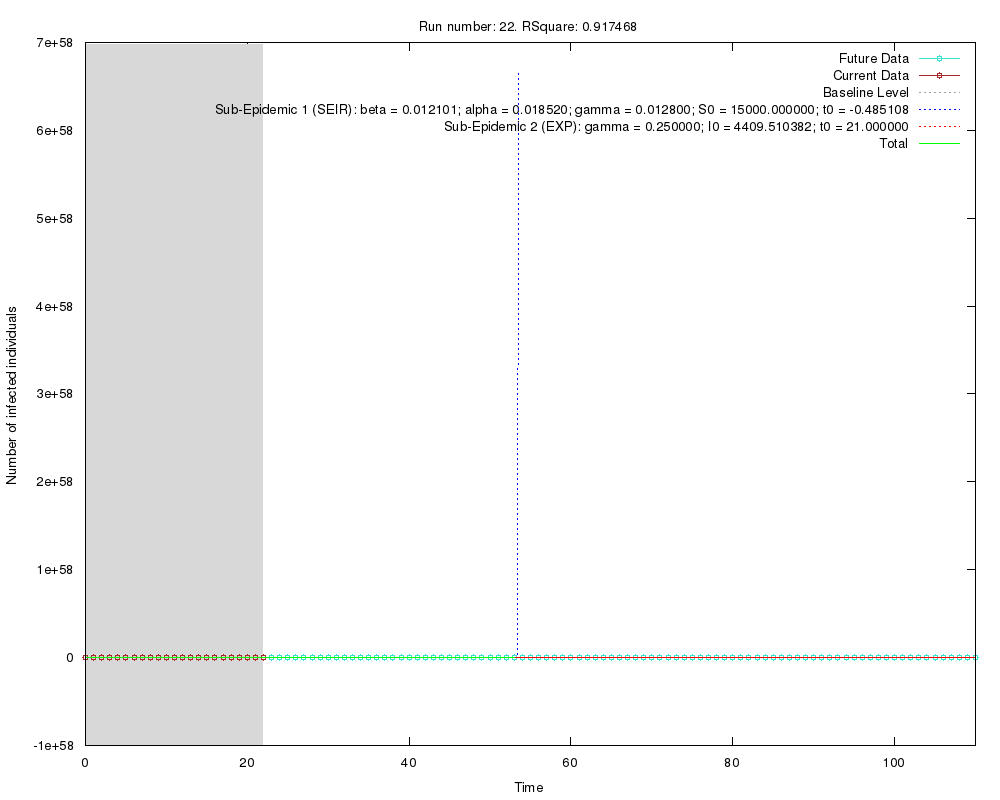 Run number: 22. RSquare: 0.917468
7e+58
6e+58
5e+58
4e+58
3e+58
2e+58
1e+58
0
-1e+58
Number of infected individuals
Future Data
Current Data
Baseline Level
Sub-Epidemic 1 (SEIR): beta = 0.012101; alpha = 0.018520; gamma = 0.012800; S0 = 15000.000000; t0 = -0.485108
Sub-Epidemic 2 (EXP): gamma = 0.250000; I0 = 4409.510382; t0 = 21.000000
Total
0 20 40 60 80 100
Time